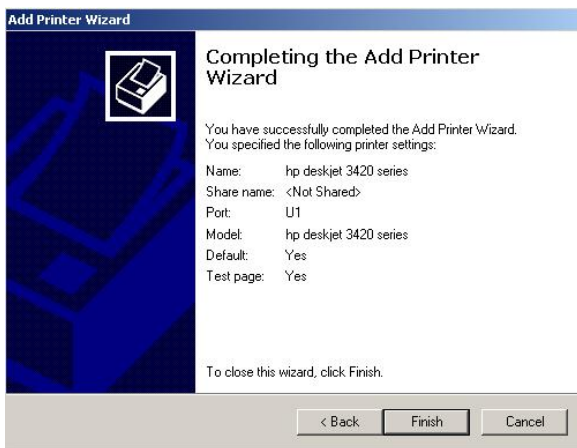 Add Printer Wizard
Completing the Add Printer
Wizard
You have successfully completed the Add Printer Wizard.
You specified the following printer settings:
Name: hp deskjet 3420 series
Share name: <Not Shared>
Port: U1
Model: hp deskjet 3420 series
Default: Yes
Test page: Yes
To close this wizard, click Finish.
< Back Finish Cancel